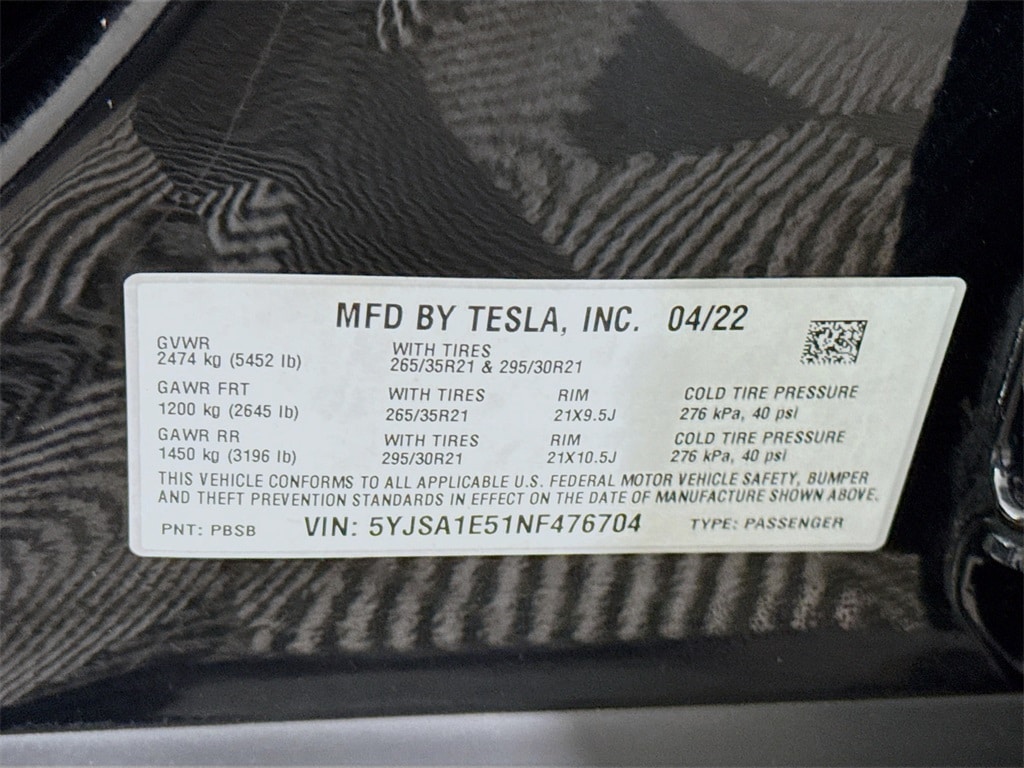 MFD BY TESLA, INC. 04/22
GVWR
2474 kg (5452 lb)
WITH TIRES
265/35R21 & 295/30R21
GAWR FRT WITH TIRES RIM COLD TIRE PRESSURE
1200 kg (2645 lb) 265/35R21 21X9.5J 276 kPa, 40 psi
GAWR RR WITH TIRES RIM COLD TIRE PRESSURE
1450 kg (3196 lb) 295/30R21 21X10.5J 276 kPa, 40 psi
THIS VEHICLE CONFORMS TO ALL APPLICABLE U.S. FEDERAL MOTOR VEHICLE SAFETY, BUMPER
AND THEFT PREVENTION STANDARDS IN EFFECT ON THE DATE OF MANUFACTURE SHOWN ABOVE.
PNT: PBSB VIN: 5YJSA1E51NF476704 TYPE: PASSENGER